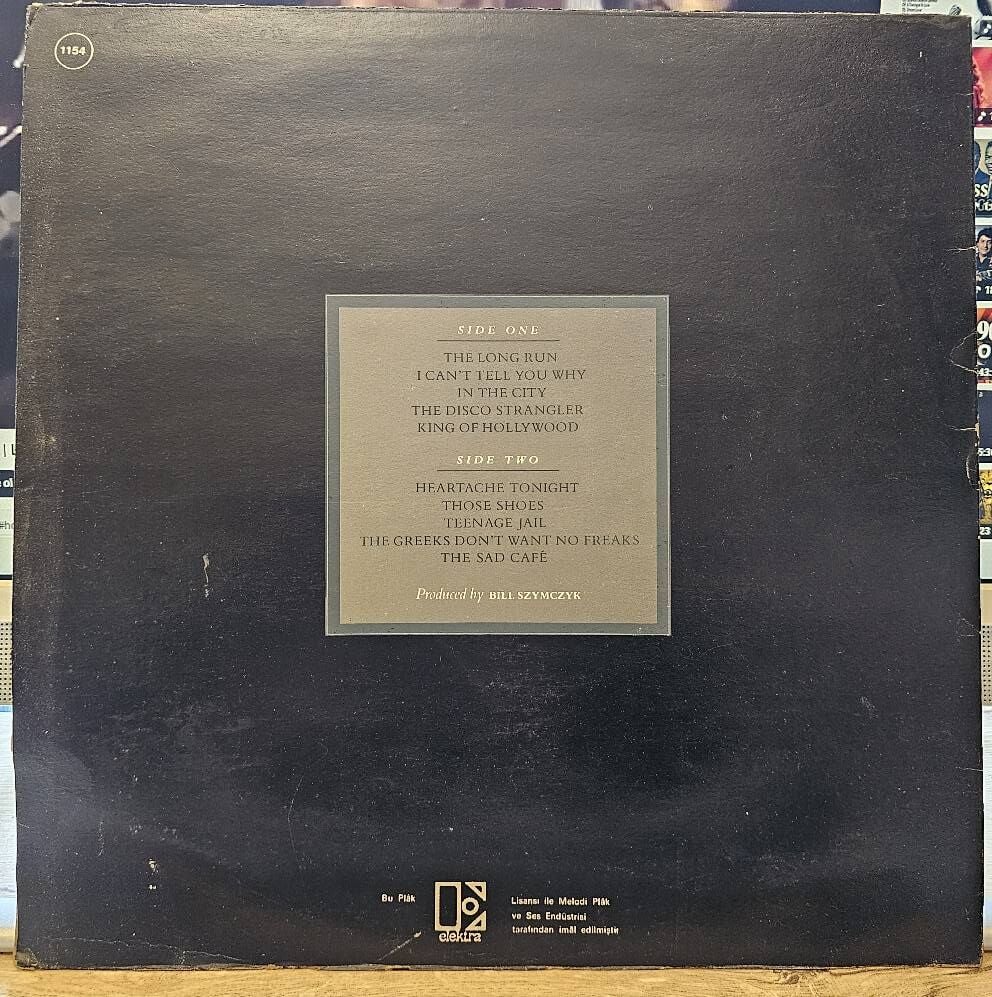 1154
SIDE ONE
THE LONG RUN
I CAN'T TELL YOU WHY
IN THE CITY
THE DISCO STRANGLER
KING OF HOLLYWOOD
SIDE TWO
HEARTACHE TONIGHT
THOSE SHOES
TEENAGE JAIL
THE GREEKS DON'T WANT NO FREAKS
THE SAD CAFÉ
Produced by BILL SZYMCZYK
Bu Plâk
elektra
Lisansı ile Melodi Plâk
ve Ses Endüstrisi
tarafından imâl edilmiştir